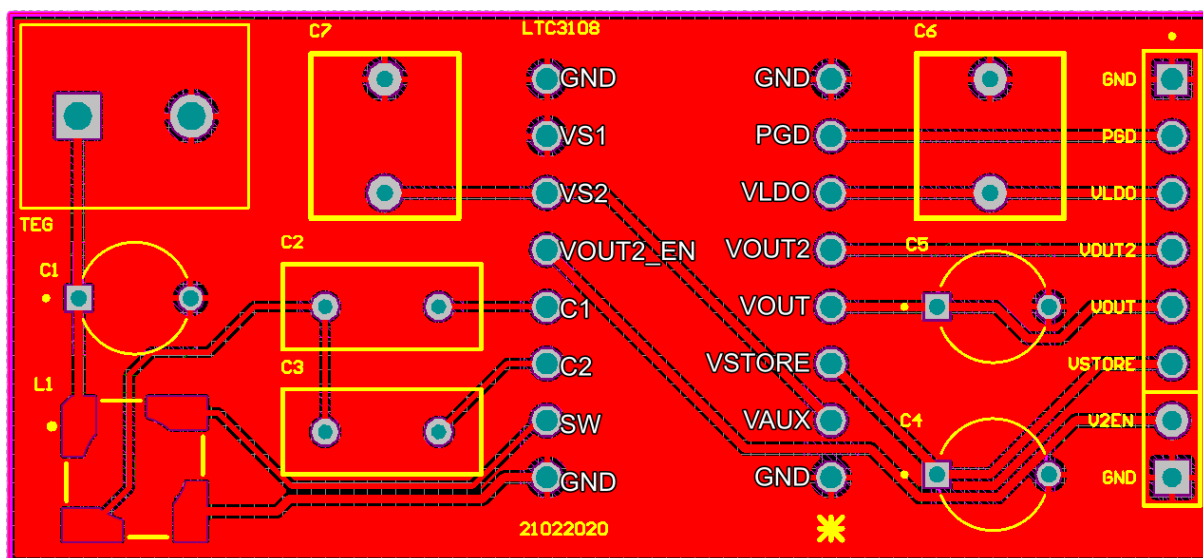 C7
LTC3108
C6
GND
GND
GND
VS1
PGD
PGD
VS2
VLDO
VLDO
TEG
VOUT2_EN
VOUT2
C5
VOUT2
C2
C1
C1
VOUT
VOUT
C3
C2
VSTORE
VSTORE
L1
SW
VAUX
C4
V2EN
GND
GND
GND
21022020